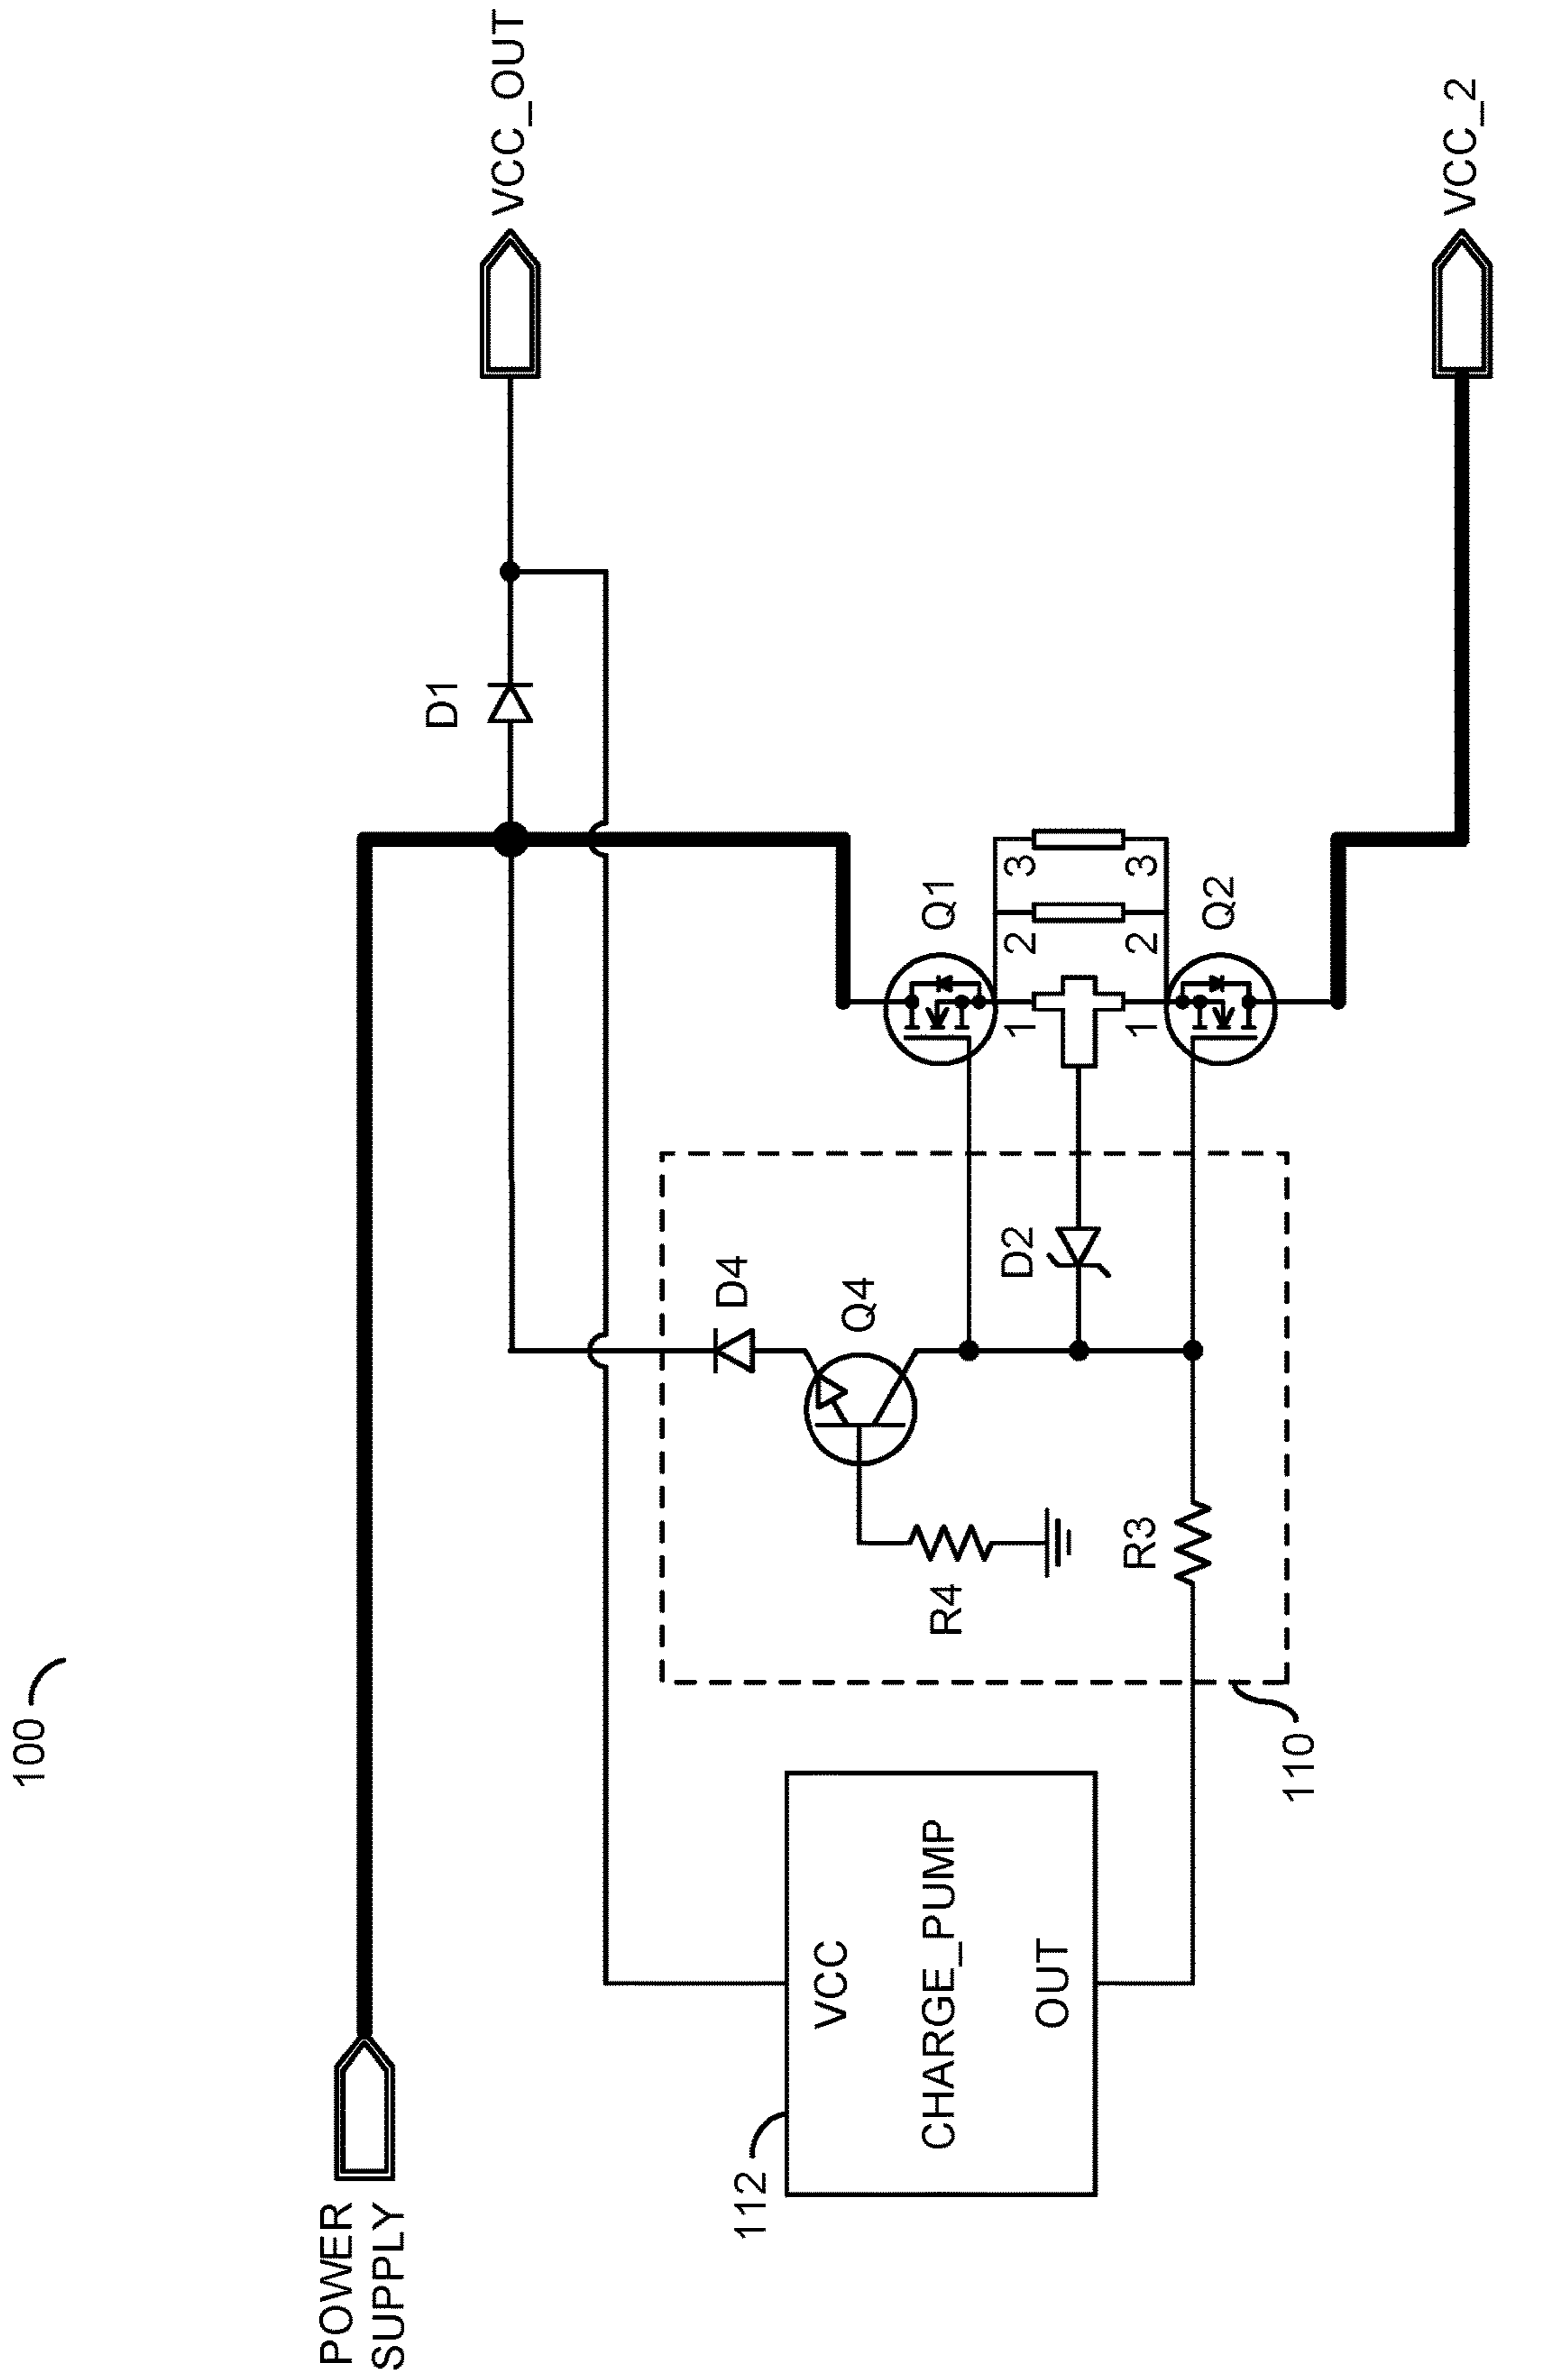 100
POWER
SUPPLY
VCC_OUT
D1
VCC_2
D4
Q4
R4
D2
R3
Q1
1
2
3
1
2
3
Q2
112
VCC
CHARGE_PUMP
OUT
110